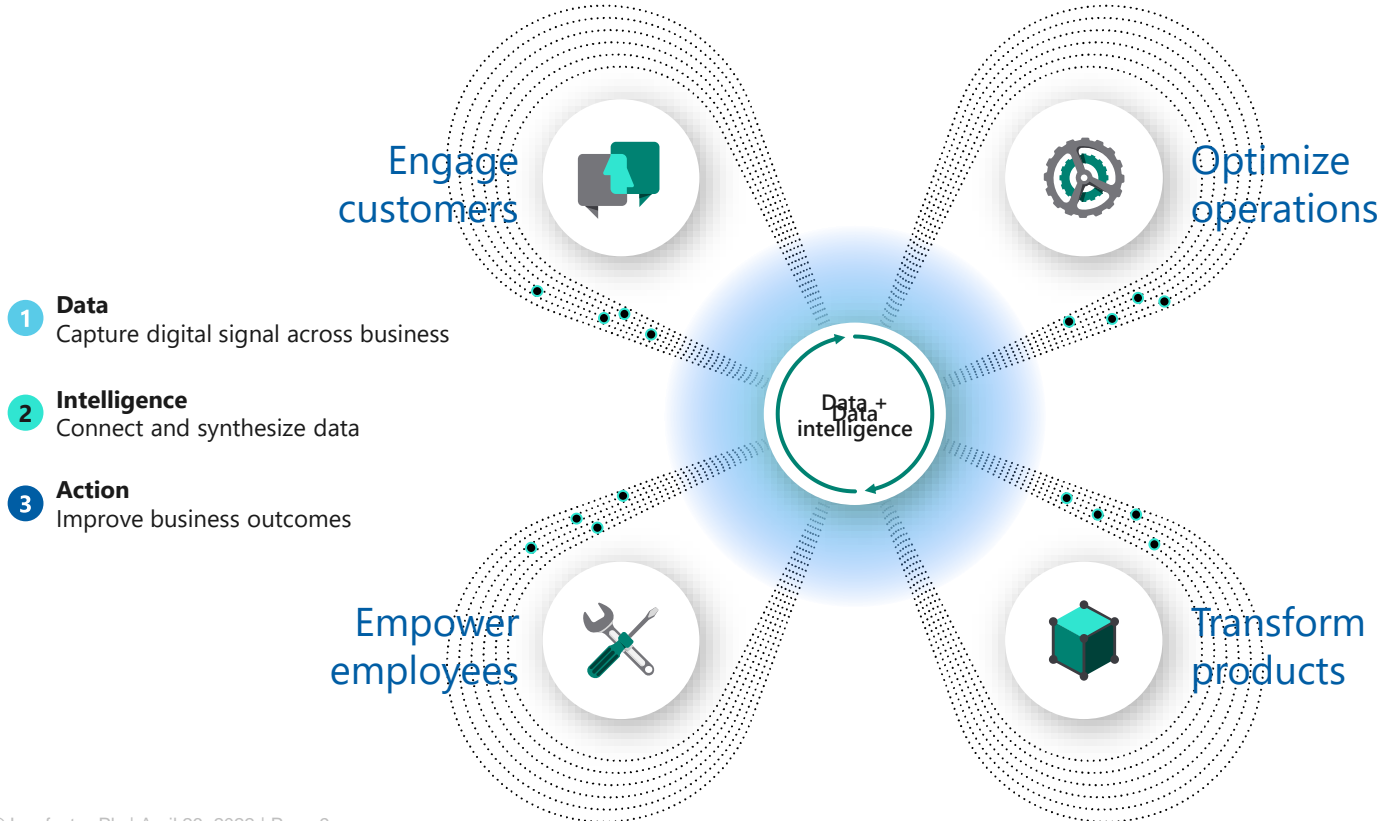 Engage
customers
Optimize
operations
1
Data
Capture digital signal across business
2
Intelligence
Connect and synthesize data
3
Action
Improve business outcomes
Data +
intelligence
Data
Empower
employees
Transform
products